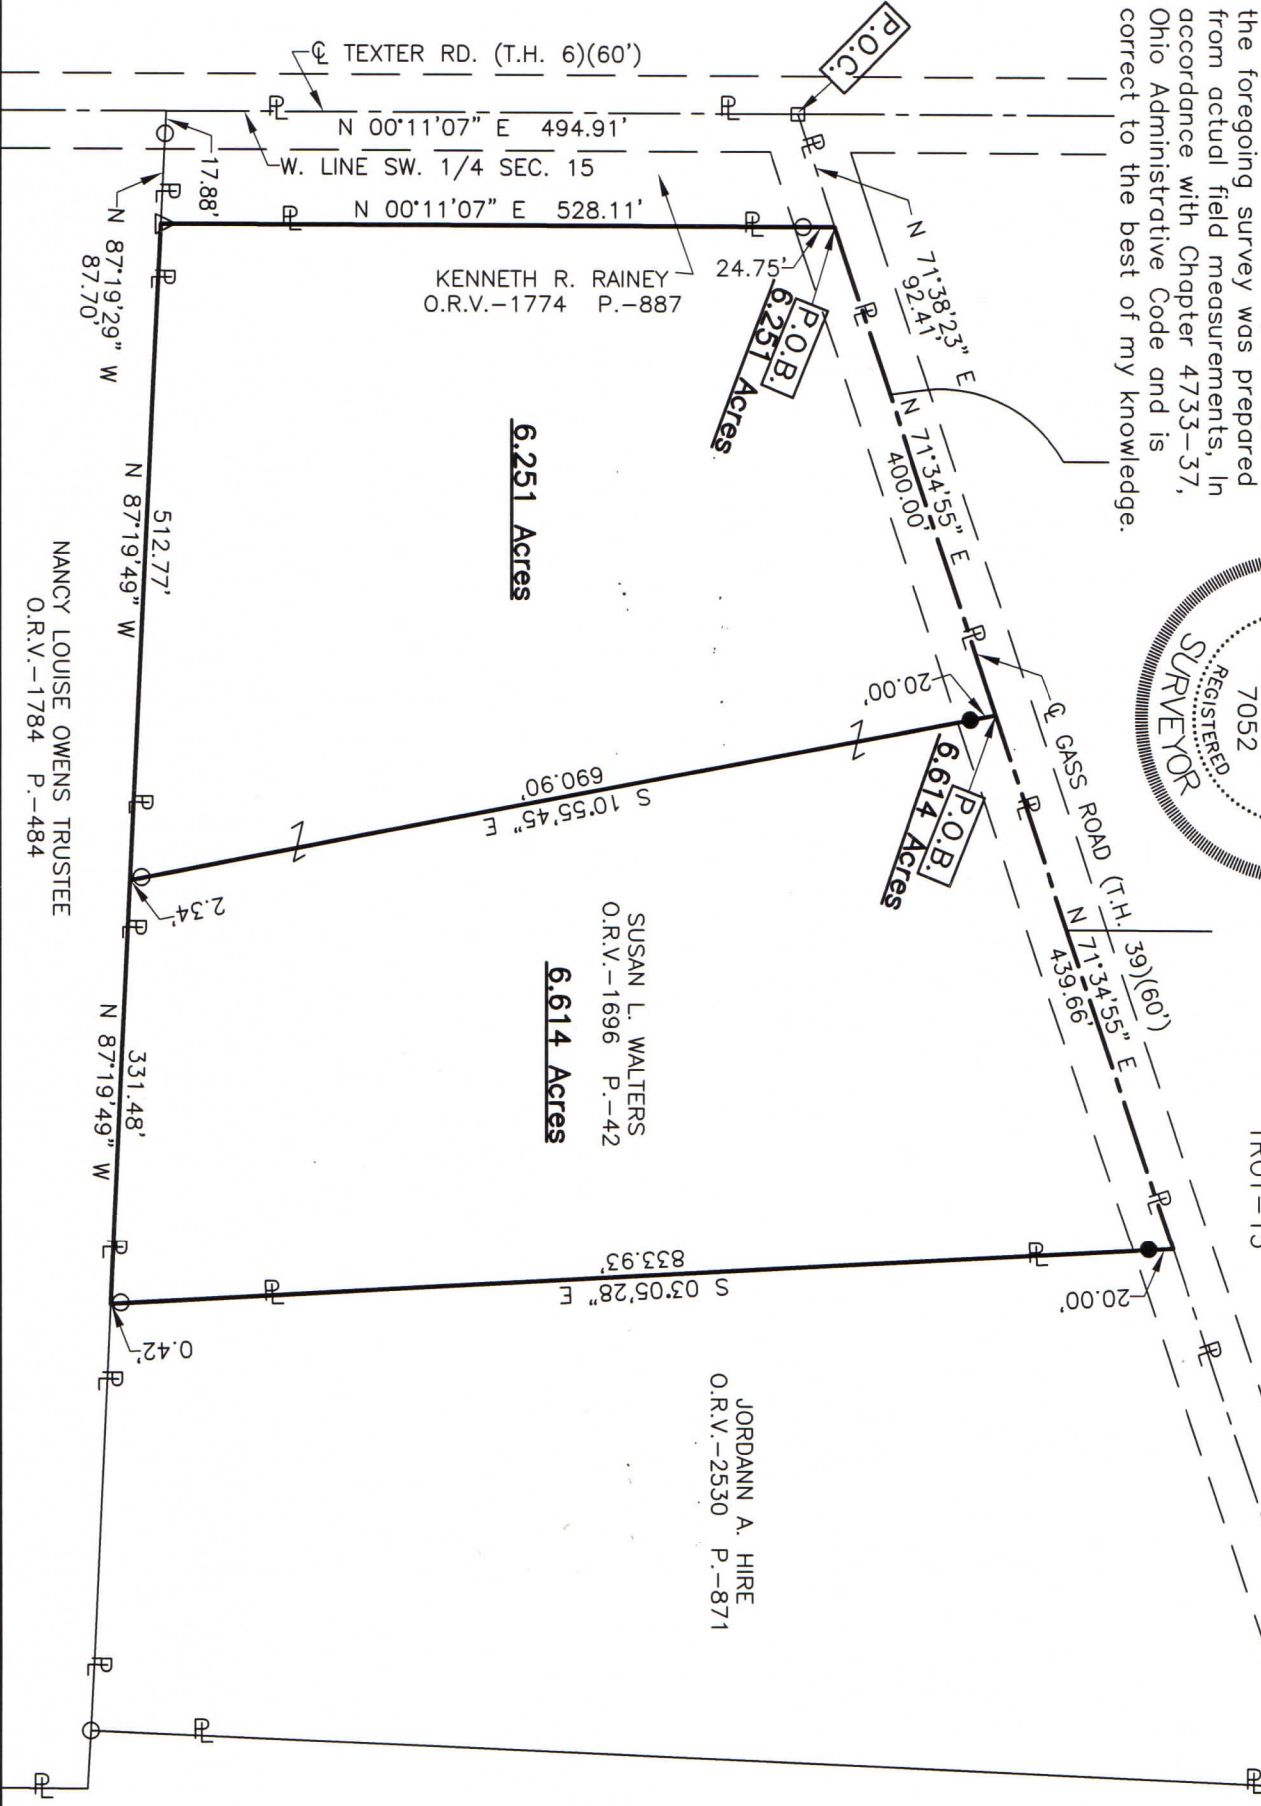 the foregoing survey was prepared
from actual field measurements, In
accordance with Chapter 4733-37,
Ohio Administrative Code and is
correct to the best of my knowledge.
7052
REGISTERED
SURVEYOR
P.O.C.
℄ TEXTER RD. (T.H. 6)(60')
N 00°11'07" E 494.91'
W. LINE SW. 1/4 SEC. 15
17.88'
N 87°19'29" W
87.70'
N 00°11'07" E 528.11'
KENNETH R. RAINEY
O.R.V.-1774 P.-887
24.75'
N 71°38'23" E
92.41'
P.O.B.
6.251 Acres
N 71°34'55" E
400.00'
6.251 Acres
512.77'
N 87°19'49" W
NANCY LOUISE OWENS TRUSTEE
O.R.V.-1784 P.-484
20.00'
℄ GASS ROAD (T.H. 39)(60')
P.O.B.
6.614 Acres
S 10°55'45" E
690.90'
2.34'
N 71°34'55" E
439.66'
SUSAN L. WALTERS
O.R.V.-1696 P.-42
6.614 Acres
331.48'
N 87°19'49" W
20.00'
S 03°05'28" E
833.93'
0.42'
JORDANN A. HIRE
O.R.V.-2530 P.-871